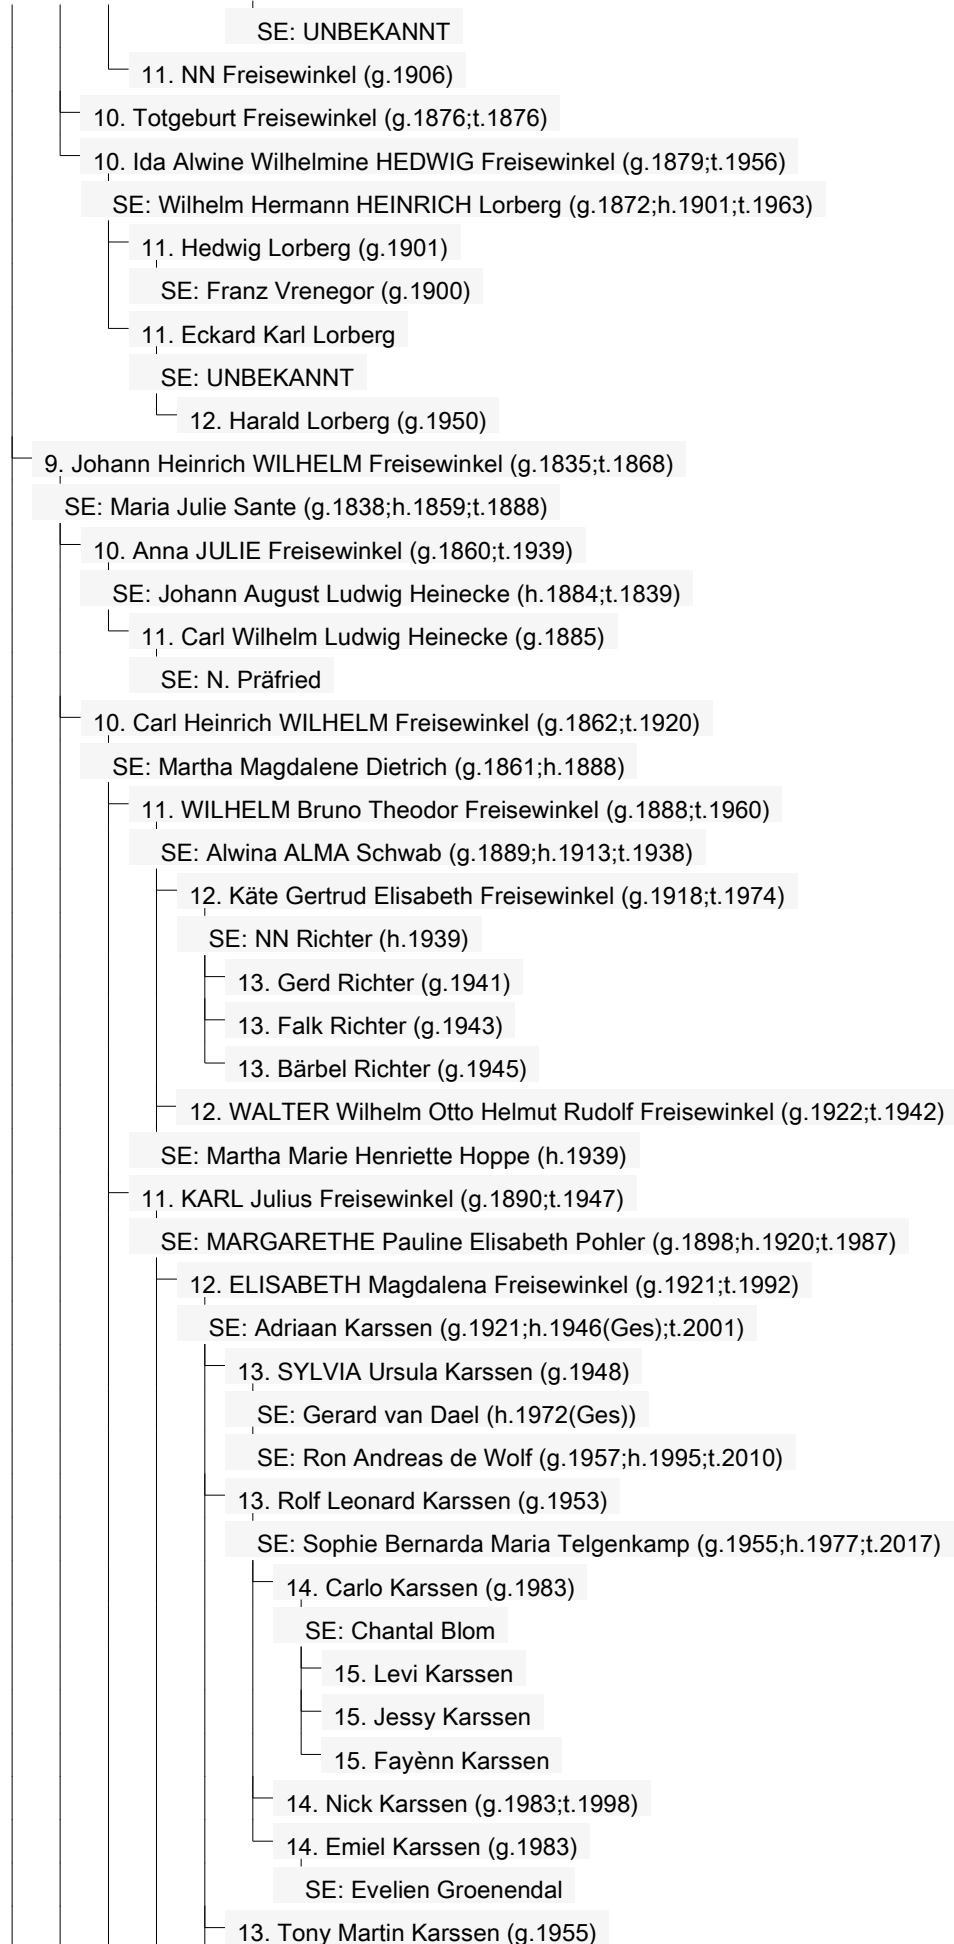 SE: UNBEKANNT
11. NN Freisewinkel (g.1906)
10. Totgeburt Freisewinkel (g.1876;t.1876)
10. Ida Alwine Wilhelmine HEDWIG Freisewinkel (g.1879;t.1956)
SE: Wilhelm Hermann HEINRICH Lorberg (g.1872;h.1901;t.1963)
11. Hedwig Lorberg (g.1901)
SE: Franz Vrenegor (g.1900)
11. Eckard Karl Lorberg
SE: UNBEKANNT
12. Harald Lorberg (g.1950)
9. Johann Heinrich WILHELM Freisewinkel (g.1835;t.1868)
SE: Maria Julie Sante (g.1838;h.1859;t.1888)
10. Anna JULIE Freisewinkel (g.1860;t.1939)
SE: Johann August Ludwig Heinecke (h.1884;t.1839)
11. Carl Wilhelm Ludwig Heinecke (g.1885)
SE: N. Präfried
10. Carl Heinrich WILHELM Freisewinkel (g.1862;t.1920)
SE: Martha Magdalene Dietrich (g.1861;h.1888)
11. WILHELM Bruno Theodor Freisewinkel (g.1888;t.1960)
SE: Alwina ALMA Schwab (g.1889;h.1913;t.1938)
12. Käte Gertrud Elisabeth Freisewinkel (g.1918;t.1974)
SE: NN Richter (h.1939)
13. Gerd Richter (g.1941)
13. Falk Richter (g.1943)
13. Bärbel Richter (g.1945)
12. WALTER Wilhelm Otto Helmut Rudolf Freisewinkel (g.1922;t.1942)
SE: Martha Marie Henriette Hoppe (h.1939)
11. KARL Julius Freisewinkel (g.1890;t.1947)
SE: MARGARETHE Pauline Elisabeth Pohler (g.1898;h.1920;t.1987)
12. ELISABETH Magdalena Freisewinkel (g.1921;t.1992)
SE: Adriaan Karssen (g.1921;h.1946(Ges);t.2001)
13. SYLVIA Ursula Karssen (g.1948)
SE: Gerard van Dael (h.1972(Ges))
SE: Ron Andreas de Wolf (g.1957;h.1995;t.2010)
13. Rolf Leonard Karssen (g.1953)
SE: Sophie Bernarda Maria Telgenkamp (g.1955;h.1977;t.2017)
14. Carlo Karssen (g.1983)
SE: Chantal Blom
15. Levi Karssen
15. Jessy Karssen
15. Fayènn Karssen
14. Nick Karssen (g.1983;t.1998)
14. Emiel Karssen (g.1983)
SE: Evelien Groenendal
13. Tony Martin Karssen (g.1955)